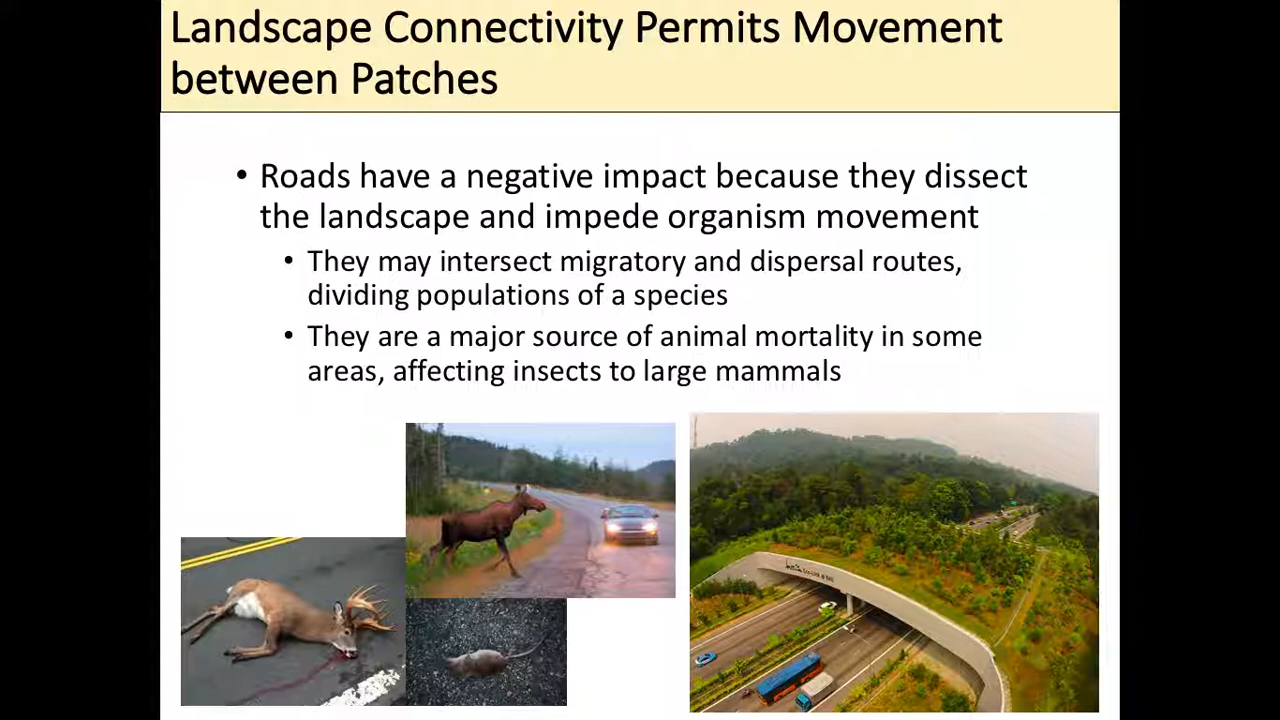 Landscape Connectivity Permits Movement
between Patches
• Roads have a negative impact because they dissect
the landscape and impede organism movement
• They may intersect migratory and dispersal routes,
dividing populations of a species
• They are a major source of animal mortality in some
areas, affecting insects to large mammals